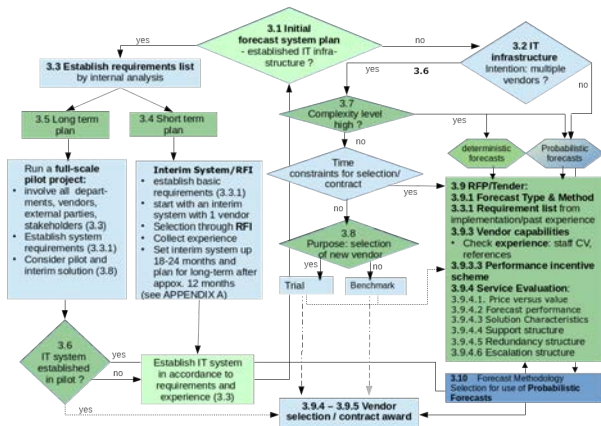 3.1 Initial
forecast system plan
- established IT infra-
structure ?
yes
no
3.2 IT
infrastructure
Intention: multiple
vendors ?
3.3 Establish requirements list
by internal analysis
yes
3.6
no
3.5 Long term
plan
3.4 Short term
plan
3.7
Complexity level
high ?
yes
no
deterministic
forecasts
Probabilistic
forecasts
Run a full-scale
pilot project:
• involve all depart-
ments, vendors,
external parties,
stakeholders (3.3)
• Establish system
requirements (3.3.1)
• Consider pilot and
interim solution (3.8)
Interim System/RFI
• establish basic
requirements (3.3.1)
• start with an interim
system with 1 vendor
• Selection through RFI
• Collect experience
• Set interim system up
18-24 months and
plan for long-term after
appox. 12 months
(see APPENDIX A)
Time
constraints for selection/
contract
yes
no
3.8
Purpose: selection
of new vendor
yes
no
Trial
Benchmark
3.9 RFP/Tender:
3.9.1 Forecast Type & Method
3.3.1 Requirement list from
implementation/past experience
3.9.3 Vendor capabilities
• Check experience: staff CV,
references
3.9.3.3 Performance incentive
scheme
3.9.4 Service Evaluation:
3.9.4.1. Price versus value
3.9.4.2 Forecast performance
3.9.4.3 Solution Characteristics
3.9.4.4 Support structure
3.9.4.5 Redundancy structure
3.9.4.6 Escalation structure
3.6
IT system
established
in pilot ?
yes
no
yes
Establish IT system
in accordance to
requirements and
experience (3.3)
3.10 Forecast Methodology
Selection for use of Probabilistic
Forecasts
3.9.4 – 3.9.5 Vendor
selection / contract award